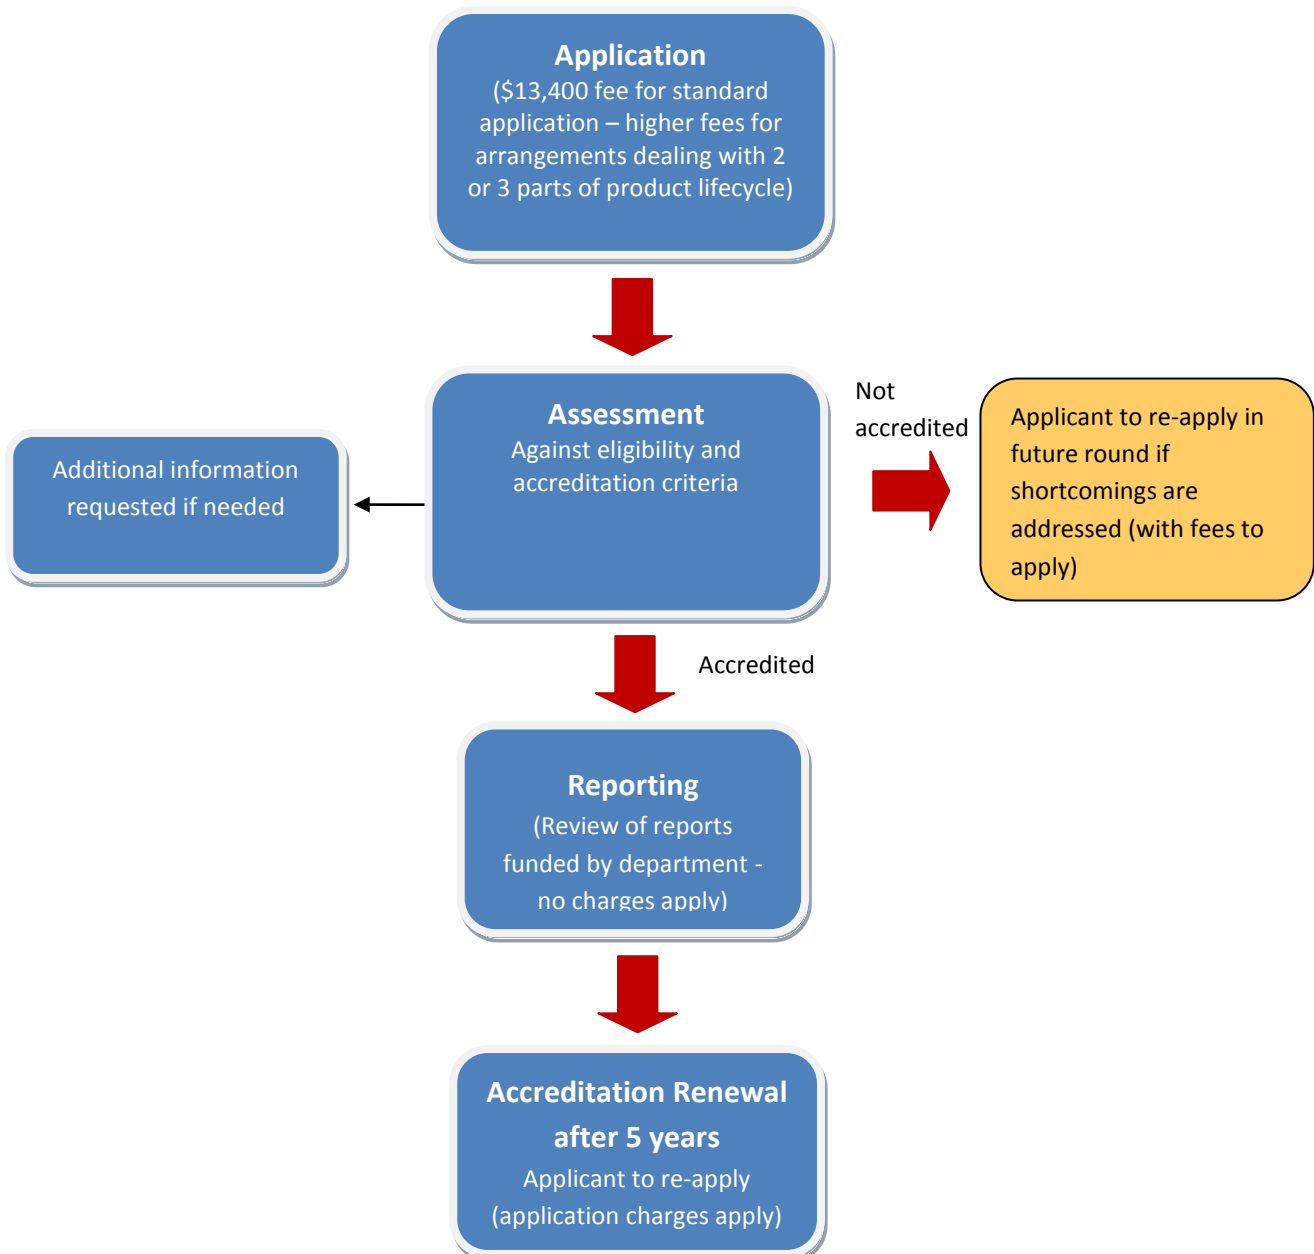 Application
($13,400 fee for standard
application – higher fees for
arrangements dealing with 2
or 3 parts of product lifecycle)
Assessment
Against eligibility and
accreditation criteria
Not
accredited
Applicant to re-apply in
future round if
shortcomings are
addressed (with fees to
apply)
Additional information
requested if needed
Accredited
Reporting
(Review of reports
funded by department -
no charges apply)
Accreditation Renewal
after 5 years
Applicant to re-apply
(application charges apply)